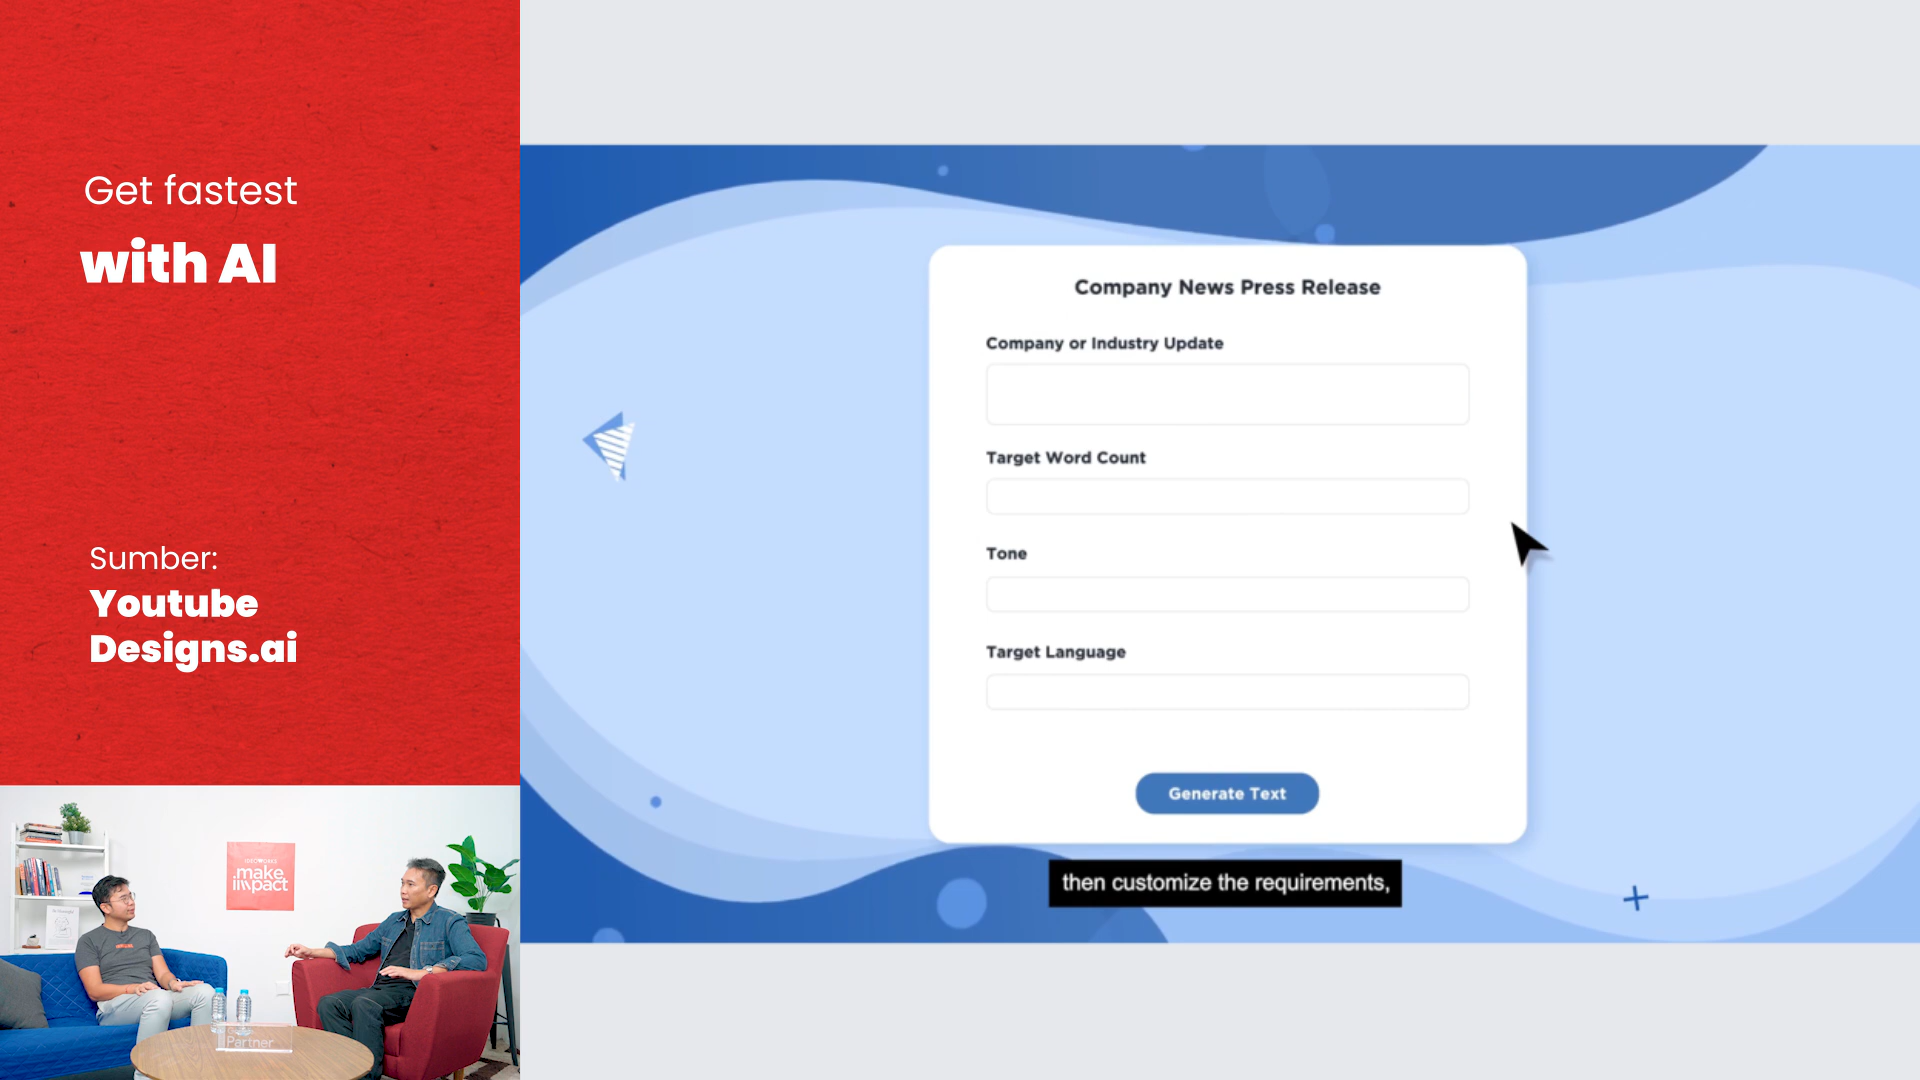 Get fastest
with AI
Sumber:
Youtube
Designs.ai
make
impact
Partner
Company News Press Release
Company or Industry Update
Target Word Count
Tone
Target Language
Generate Text
then customize the requirements,